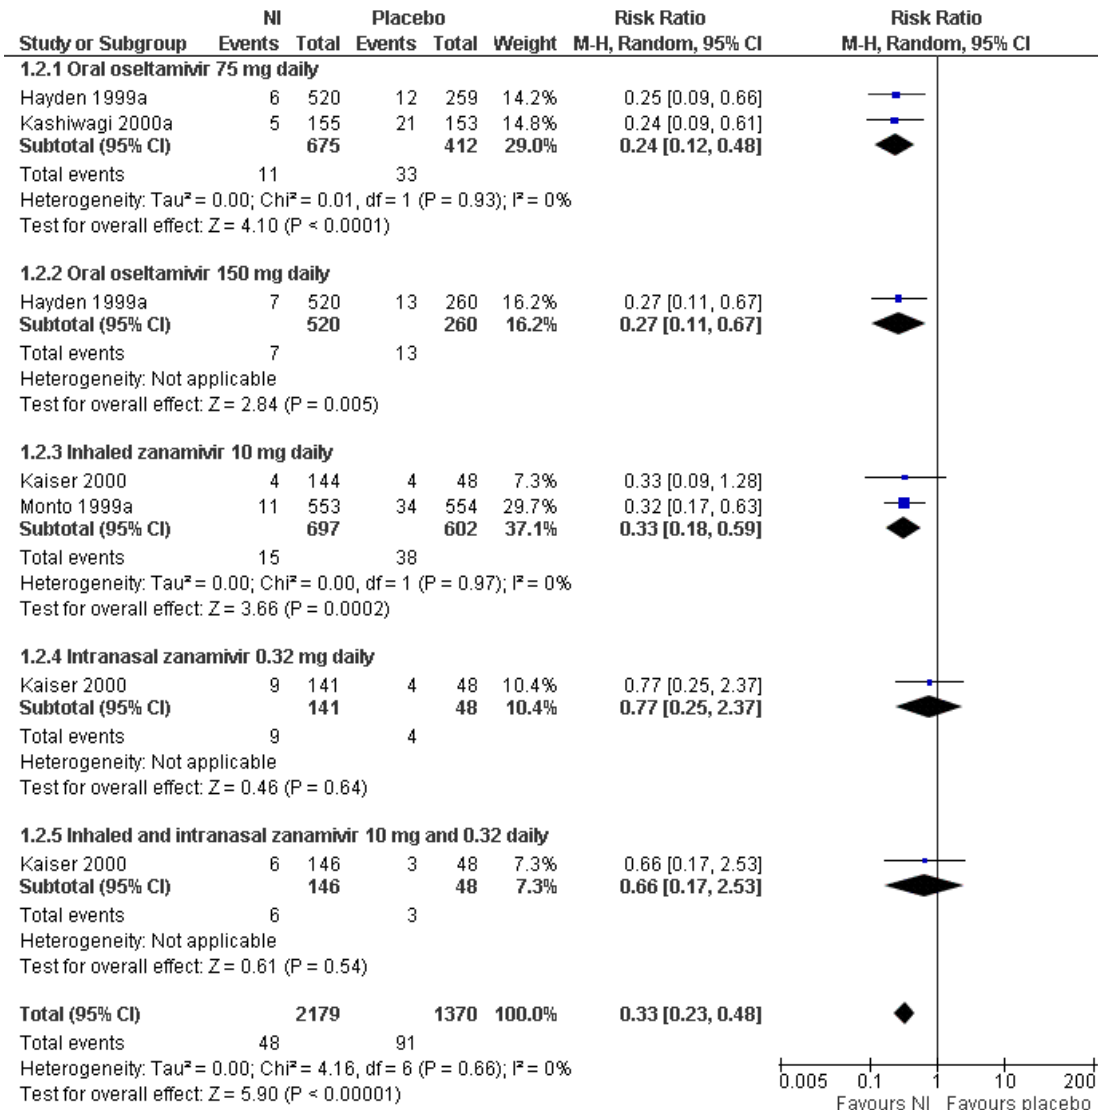 NI Placebo Risk Ratio Risk Ratio
Study or Subgroup Events Total Events Total Weight M-H, Random, 95% CI M-H, Random, 95% CI
1.2.1 Oral oseltamivir 75 mg daily
Hayden 1999a 6 520 12 259 14.2% 0.25 [0.09, 0.66]
Kashiwagi 2000a 5 155 21 153 14.8% 0.24 [0.09, 0.61]
Subtotal (95% CI) 675 412 29.0% 0.24 [0.12, 0.48]
Total events 11 33
Heterogeneity: Tau² = 0.00; Chi² = 0.01, df = 1 (P = 0.93); I² = 0%
Test for overall effect: Z = 4.10 (P < 0.0001)
1.2.2 Oral oseltamivir 150 mg daily
Hayden 1999a 7 520 13 260 16.2% 0.27 [0.11, 0.67]
Subtotal (95% CI) 520 260 16.2% 0.27 [0.11, 0.67]
Total events 7 13
Heterogeneity: Not applicable
Test for overall effect: Z = 2.84 (P = 0.005)
1.2.3 Inhaled zanamivir 10 mg daily
Kaiser 2000 4 144 4 48 7.3% 0.33 [0.09, 1.28]
Monto 1999a 11 553 34 554 29.7% 0.32 [0.17, 0.63]
Subtotal (95% CI) 697 602 37.1% 0.33 [0.18, 0.59]
Total events 15 38
Heterogeneity: Tau² = 0.00; Chi² = 0.00, df = 1 (P = 0.97); I² = 0%
Test for overall effect: Z = 3.66 (P = 0.0002)
1.2.4 Intranasal zanamivir 0.32 mg daily
Kaiser 2000 9 141 4 48 10.4% 0.77 [0.25, 2.37]
Subtotal (95% CI) 141 48 10.4% 0.77 [0.25, 2.37]
Total events 9 4
Heterogeneity: Not applicable
Test for overall effect: Z = 0.46 (P = 0.64)
1.2.5 Inhaled and intranasal zanamivir 10 mg and 0.32 daily
Kaiser 2000 6 146 3 48 7.3% 0.66 [0.17, 2.53]
Subtotal (95% CI) 146 48 7.3% 0.66 [0.17, 2.53]
Total events 6 3
Heterogeneity: Not applicable
Test for overall effect: Z = 0.61 (P = 0.54)
Total (95% CI) 2179 1370 100.0% 0.33 [0.23, 0.48]
Total events 48 91
Heterogeneity: Tau² = 0.00; Chi² = 4.16, df = 6 (P = 0.66); I² = 0%
Test for overall effect: Z = 5.90 (P < 0.00001)
0.005 0.1 1 10 200
Favours NI Favours placebo